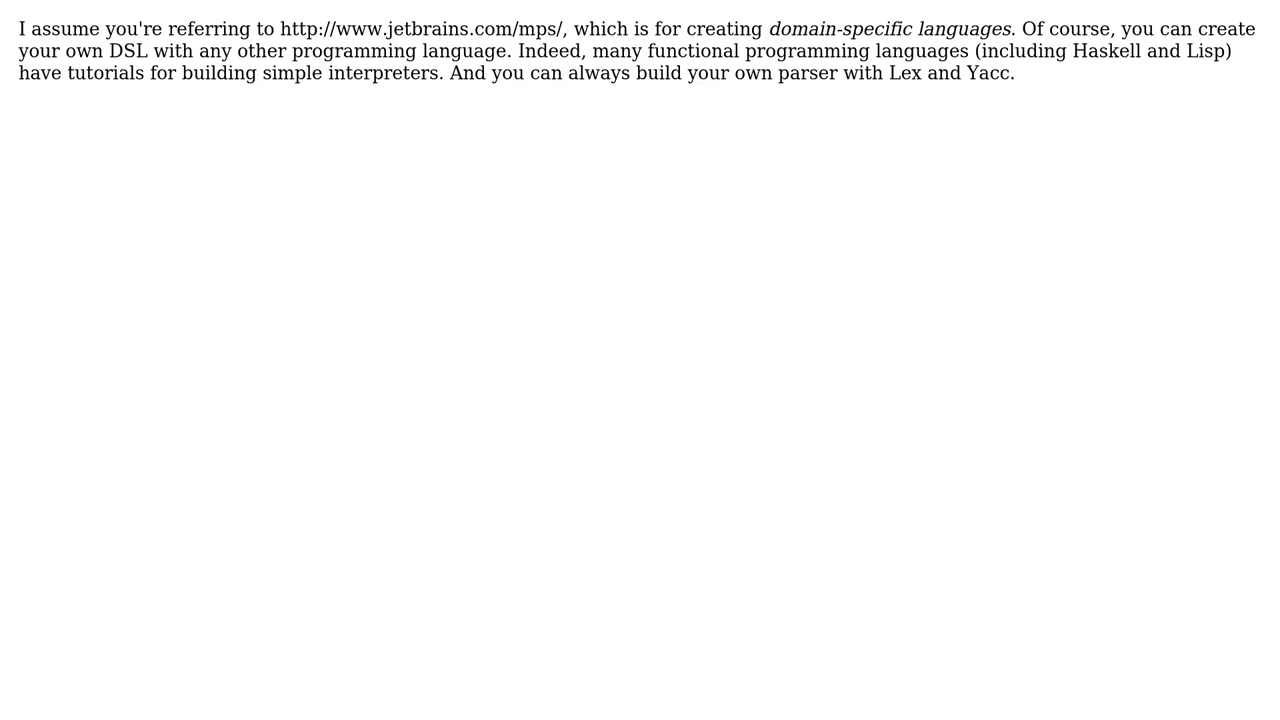 I assume you're referring to http://www.jetbrains.com/mps/, which is for creating domain-specific languages. Of course, you can create
your own DSL with any other programming language. Indeed, many functional programming languages (including Haskell and Lisp)
have tutorials for building simple interpreters. And you can always build your own parser with Lex and Yacc.